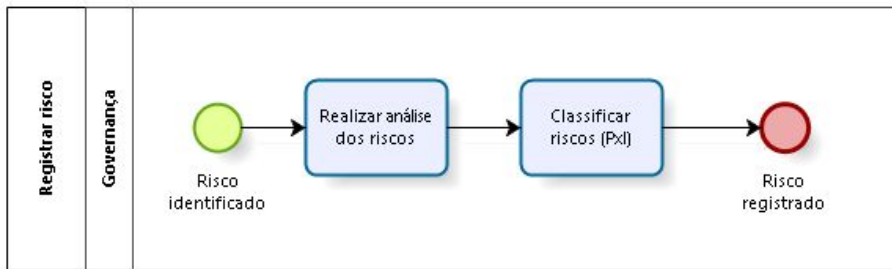 Registrar risco
Governança
Risco
identificado
Realizar análise
dos riscos
Classificar
riscos (PxI)
Risco
registrado